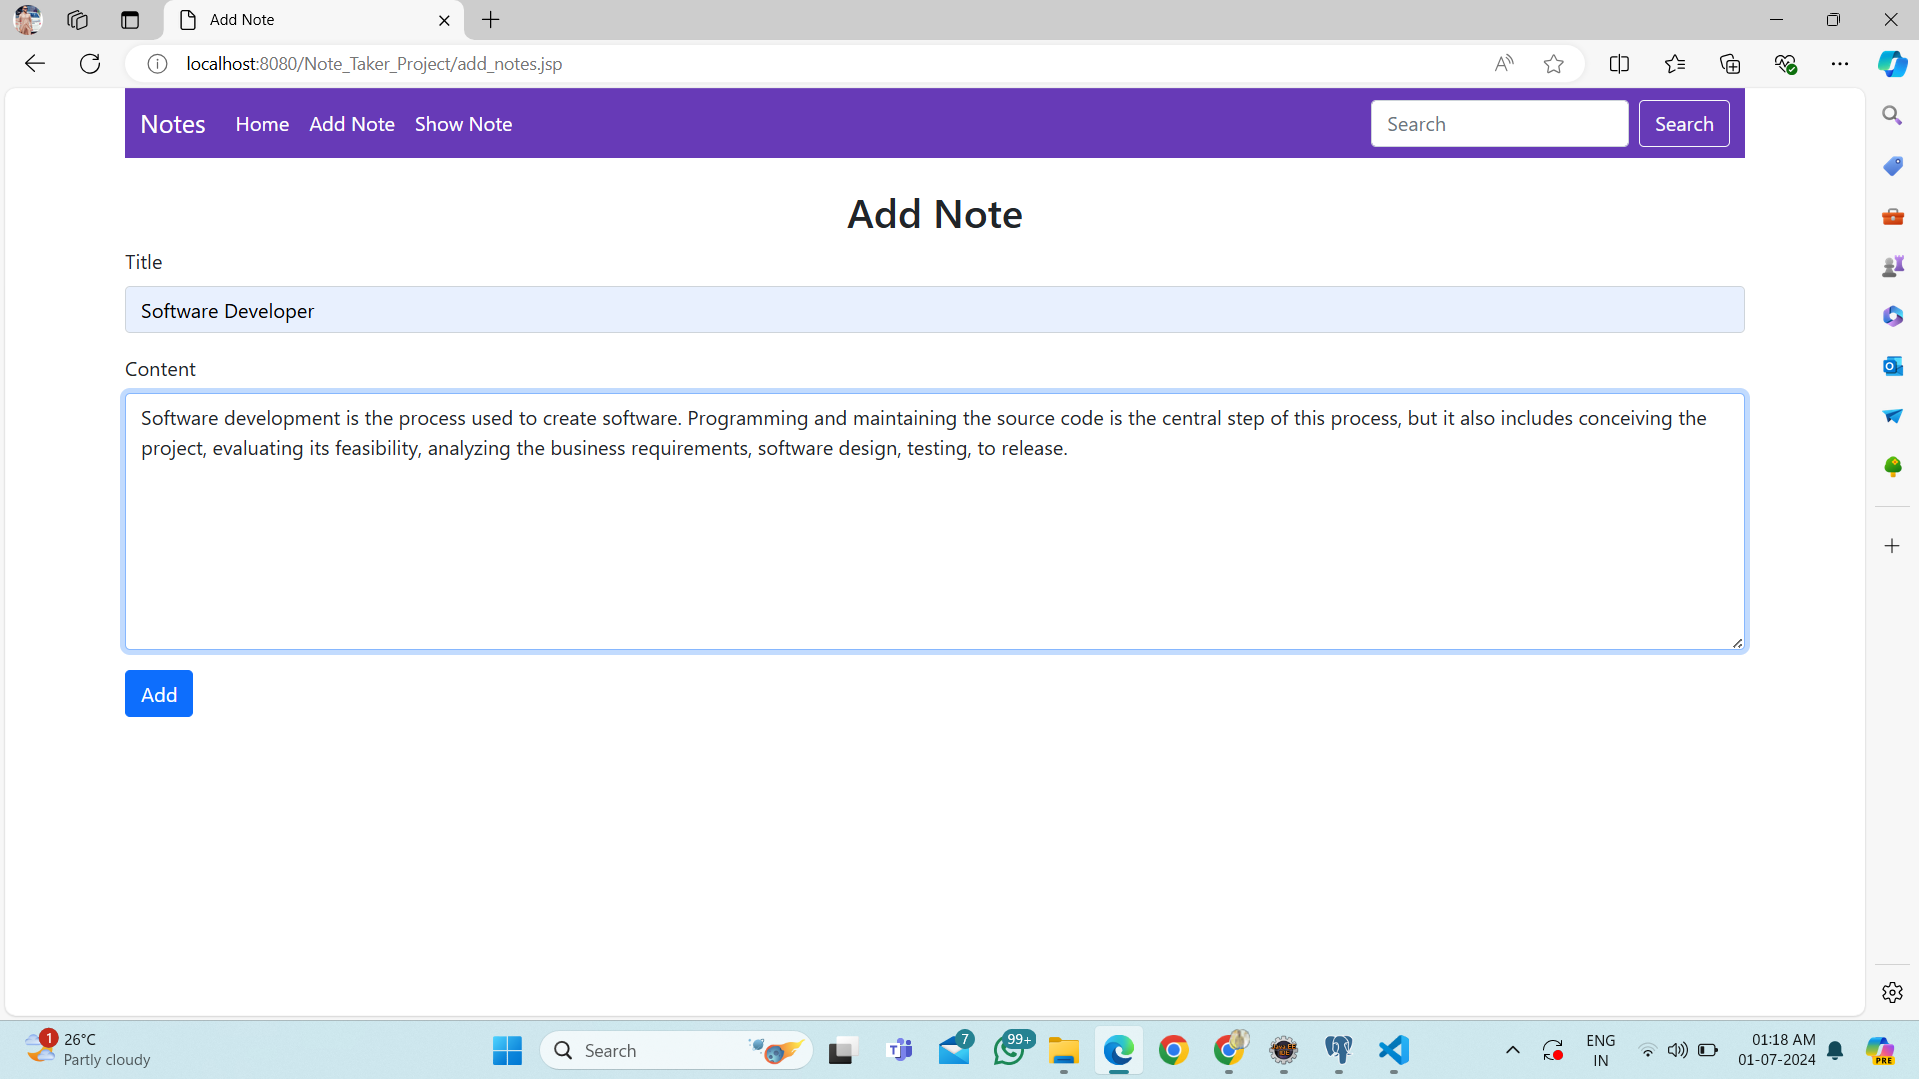 Add Note
localhost:8080/Note_Taker_Project/add_notes.jsp
Notes Home Add Note Show Note Search Search
Add Note
Title
Software Developer
Content
Software development is the process used to create software. Programming and maintaining the source code is the central step of this process, but it also includes conceiving the
project, evaluating its feasibility, analyzing the business requirements, software design, testing, to release.
Add
1 26°C
Partly cloudy
Search
7
99+
ENG
IN
01:18 AM
01-07-2024
PRE